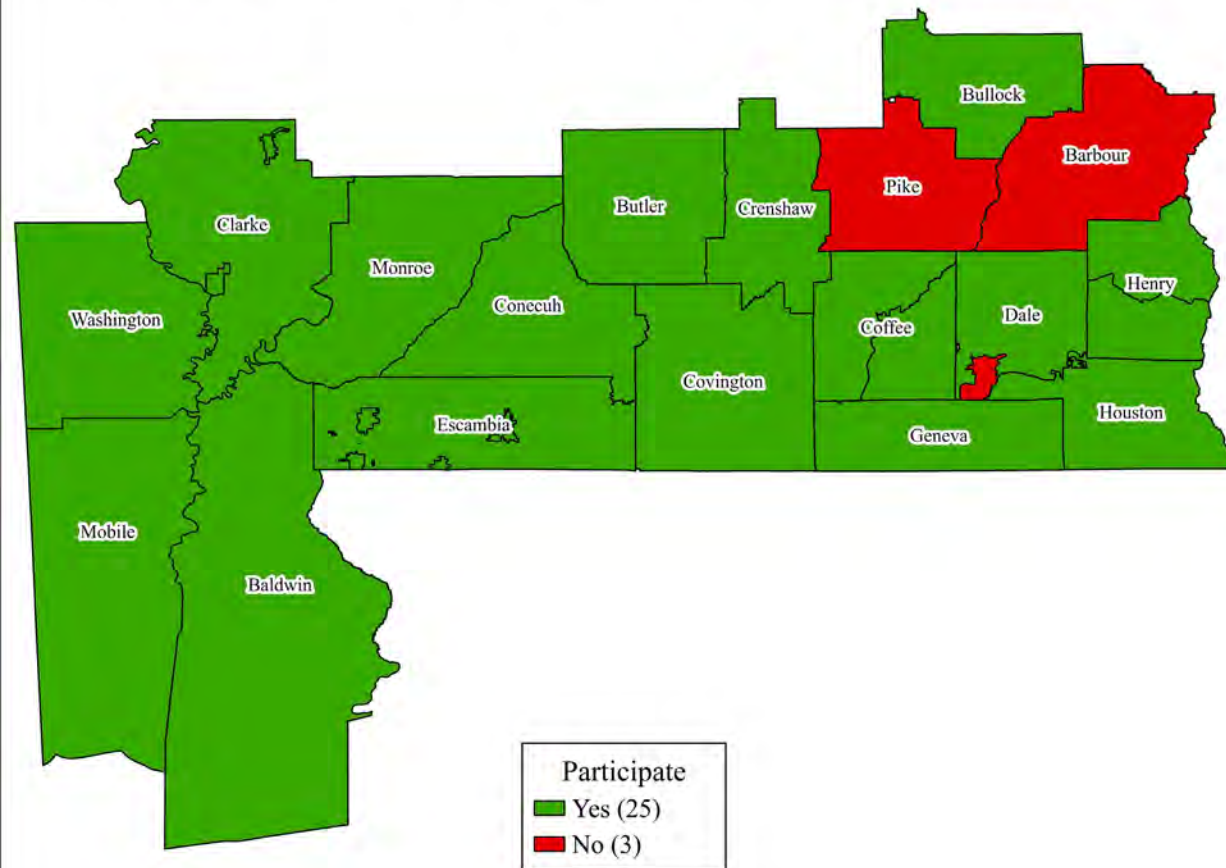 Bullock
Barbour
Pike
Butler
Crenshaw
Clarke
Monroe
Henry
Conecuh
Washington
Dale
Coffee
Covington
Houston
Escambia
Geneva
Mobile
Baldwin
Participate
Yes (25)
No (3)